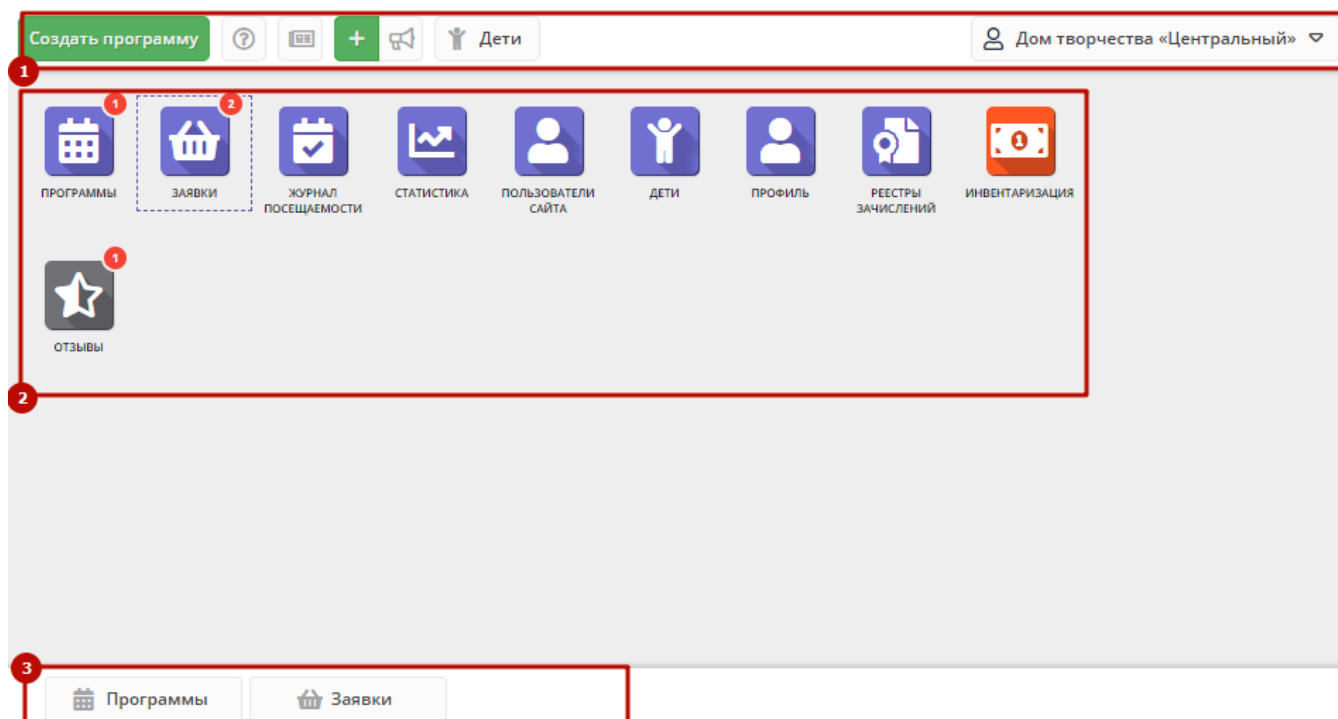 Создать программу
Дети
Дом творчества «Центральный»
1
1
2
ПРОГРАММЫ
ЗАЯВКИ
ЖУРНАЛ
ПОСЕЩАЕМОСТИ
СТАТИСТИКА
ПОЛЬЗОВАТЕЛИ
САЙТА
ДЕТИ
ПРОФИЛЬ
РЕЕСТРЫ
ЗАЧИСЛЕНИЙ
1
ИНВЕНТАРИЗАЦИЯ
1
ОТЗЫВЫ
2
3
Программы
Заявки